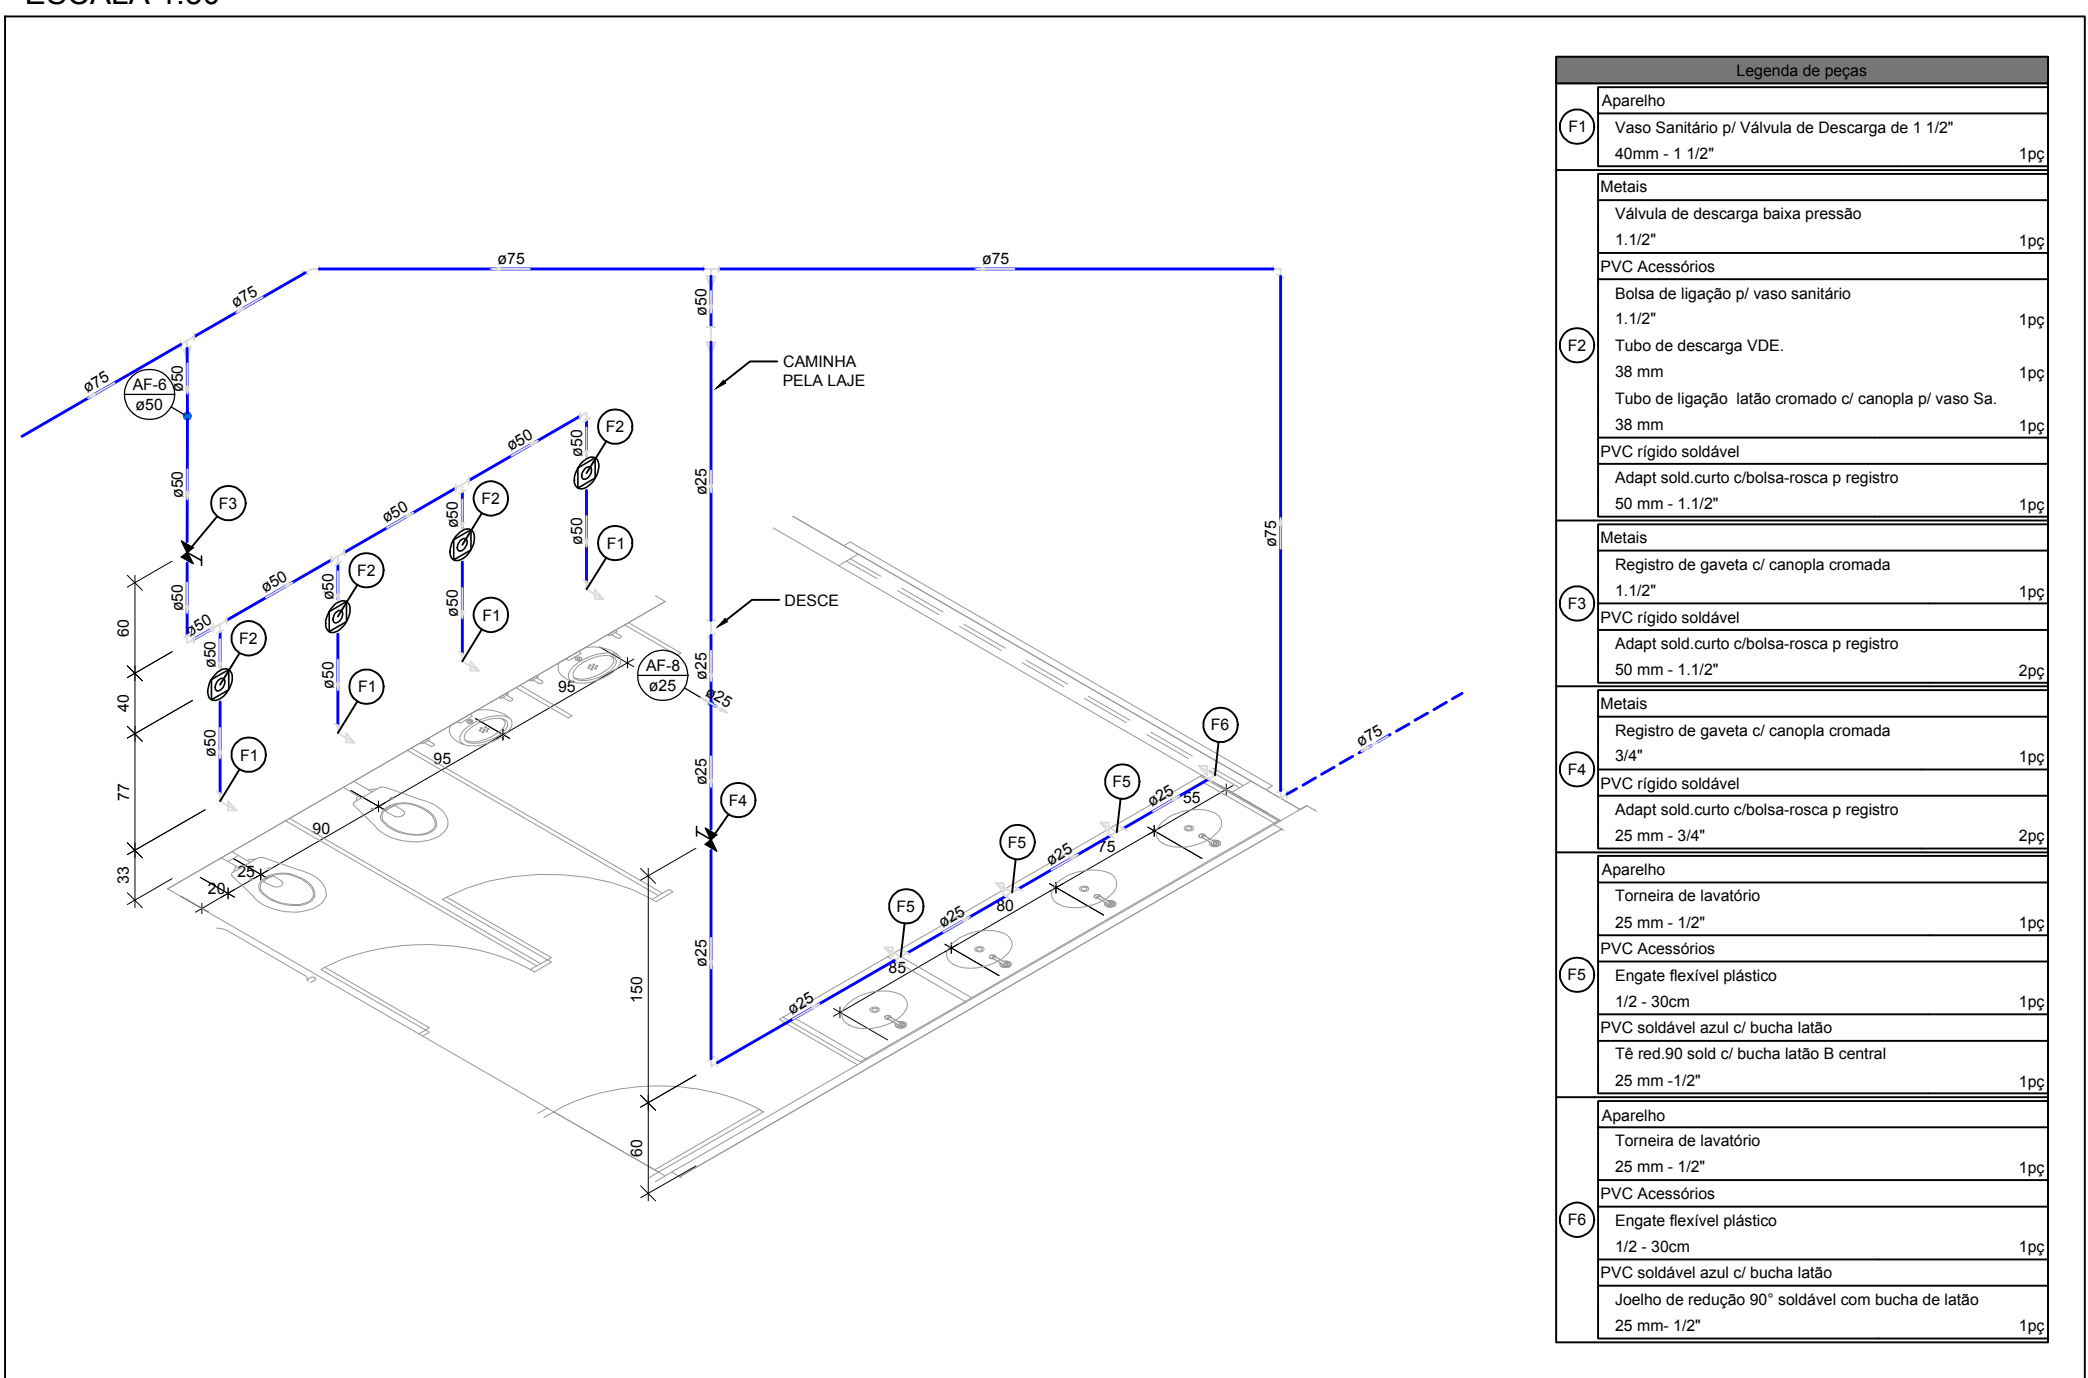 ø75
ø75
ø75
ø50
ø75
ø50
AF-6
ø50
CAMINHA
PELA LAJE
F2
ø50
ø50
F2
ø50
ø25
F3
ø50
ø50
ø50
ø75
F1
ø50
F2
ø50
ø50
ø50
60
DESCE
ø50
F1
ø50
F2
ø50
AF-8
ø25
ø25
ø25
95
ø50
F1
40
95
F6
ø75
ø50
F1
ø25
F5
ø25
55
77
F4
90
F5
ø25
75
33
20
25
F5
ø25
80
ø25
85
ø25
150
60
Legenda de peças
F1
Aparelho
Vaso Sanitário p/ Válvula de Descarga de 1 1/2"
40mm - 1 1/2" 1pç
F2
Metais
Válvula de descarga baixa pressão
1.1/2" 1pç
PVC Acessórios
Bolsa de ligação p/ vaso sanitário
1.1/2" 1pç
Tubo de descarga VDE.
38 mm 1pç
Tubo de ligação latão cromado c/ canopla p/ vaso Sa.
38 mm 1pç
PVC rígido soldável
Adapt sold.curto c/bolsa-rosca p registro
50 mm - 1.1/2" 1pç
F3
Metais
Registro de gaveta c/ canopla cromada
1.1/2" 1pç
PVC rígido soldável
Adapt sold.curto c/bolsa-rosca p registro
50 mm - 1.1/2" 2pç
F4
Metais
Registro de gaveta c/ canopla cromada
3/4" 1pç
PVC rígido soldável
Adapt sold.curto c/bolsa-rosca p registro
25 mm - 3/4" 2pç
F5
Aparelho
Torneira de lavatório
25 mm - 1/2" 1pç
PVC Acessórios
Engate flexível plástico
1/2 - 30cm 1pç
PVC soldável azul c/ bucha latão
Tê red.90 sold c/ bucha latão B central
25 mm -1/2" 1pç
F6
Aparelho
Torneira de lavatório
25 mm - 1/2" 1pç
PVC Acessórios
Engate flexível plástico
1/2 - 30cm 1pç
PVC soldável azul c/ bucha latão
Joelho de redução 90° soldável com bucha de latão
25 mm- 1/2" 1pç